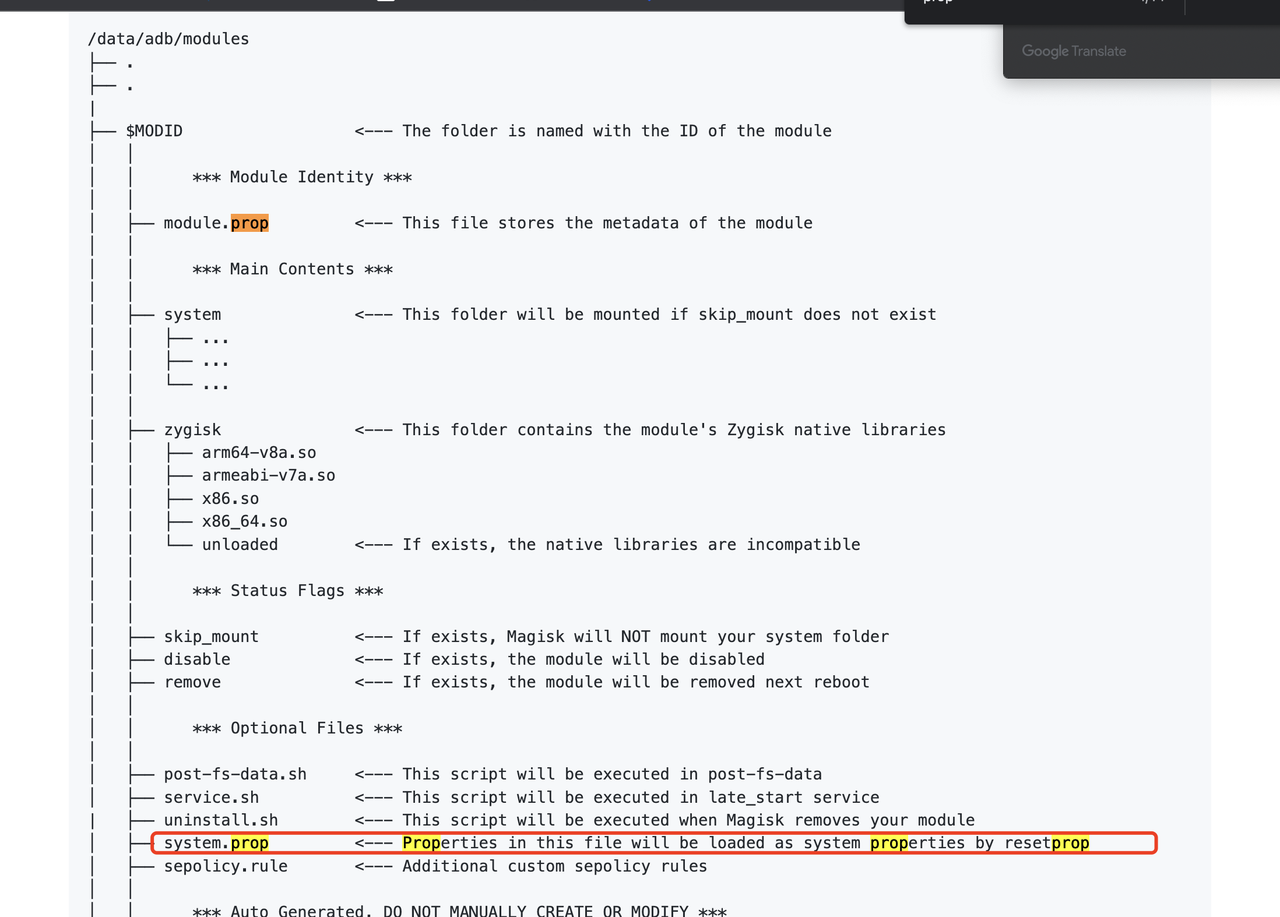 prop
Google Translate
/data/adb/modules
├── .
├── .
|
├── $MODID <--- The folder is named with the ID of the module
│ │
│ │ *** Module Identity ***
│ │
│ ├── module.prop <--- This file stores the metadata of the module
│ │
│ │ *** Main Contents ***
│ │
│ ├── system <--- This folder will be mounted if skip_mount does not exist
│ │ ├── ...
│ │ ├── ...
│ │ └── ...
│ │
│ ├── zygisk <--- This folder contains the module's Zygisk native libraries
│ │ ├── arm64-v8a.so
│ │ ├── armeabi-v7a.so
│ │ ├── x86.so
│ │ ├── x86_64.so
│ │ └── unloaded <--- If exists, the native libraries are incompatible
│ │
│ │ *** Status Flags ***
│ │
│ ├── skip_mount <--- If exists, Magisk will NOT mount your system folder
│ ├── disable <--- If exists, the module will be disabled
│ ├── remove <--- If exists, the module will be removed next reboot
│ │
│ │ *** Optional Files ***
│ │
│ ├── post-fs-data.sh <--- This script will be executed in post-fs-data
│ ├── service.sh <--- This script will be executed in late_start service
│ ├── uninstall.sh <--- This script will be executed when Magisk removes your module
│ ├── system.prop <--- Properties in this file will be loaded as system properties by resetprop
│ ├── sepolicy.rule <--- Additional custom sepolicy rules
│ │
│ │ *** Auto Generated, DO NOT MANUALLY CREATE OR MODIFY ***